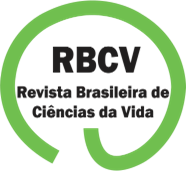 RBCV
Revista Brasileira de
Ciências da Vida